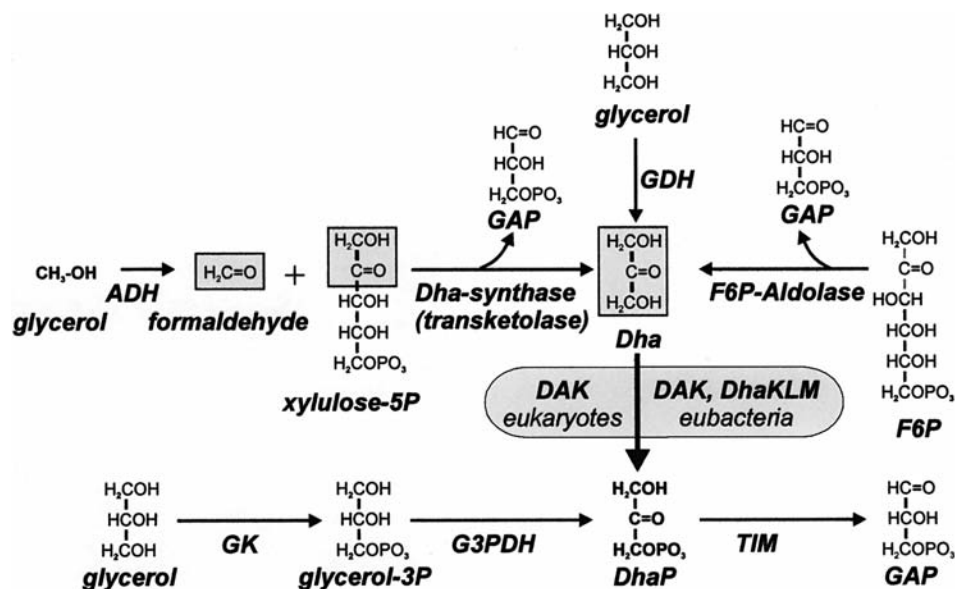 H₂COH
HCOH
H₂COH
glycerol
HC=O
HCOH
H₂COPO₃
GAP
GDH
HC=O
HCOH
H₂COPO₃
GAP
CH₃-OH
glycerol
ADH
H₂C=O
formaldehyde
+
H₂COH
C=O
HCOH
HCOH
H₂COPO₃
xylulose-5P
Dha-synthase
(transketolase)
H₂COH
C=O
H₂COH
Dha
F6P-Aldolase
H₂COH
C=O
HOCH
HCOH
HCOH
H₂COPO₃
F6P
DAK
eukaryotes
DAK, DhaKLM
eubacteria
H₂COH
HCOH
H₂COH
glycerol
GK
H₂COH
HCOH
H₂COPO₃
glycerol-3P
G3PDH
H₂COH
C=O
H₂COPO₃
DhaP
TIM
HC=O
HCOH
H₂COPO₃
GAP